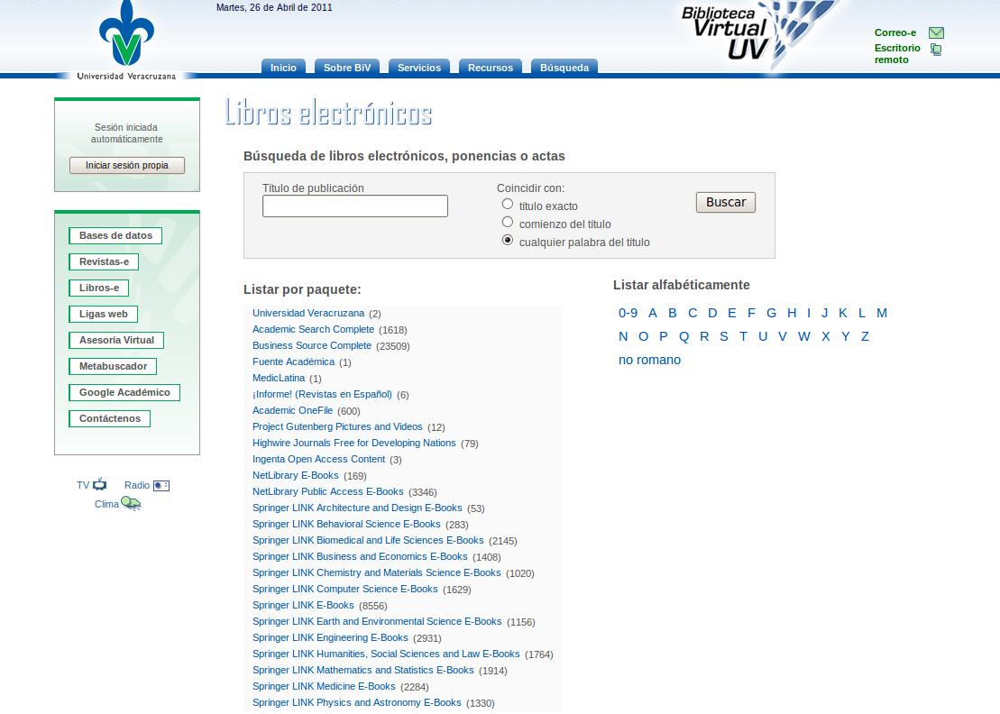 Martes, 26 de Abril de 2011
Biblioteca
Virtual
UV
Correo-e
Escritorio
remoto
Universidad Veracruzana
Inicio
Sobre BiV
Servicios
Recursos
Búsqueda
Libros electrónicos
Sesión iniciada
automáticamente
Iniciar sesión propia
Bases de datos
Revistas-e
Libros-e
Ligas web
Asesoría Virtual
Metabuscador
Google Académico
Contáctenos
TV
Radio
Clima
Búsqueda de libros electrónicos, ponencias o actas
Título de publicación
Coincidir con:
título exacto
comienzo del título
cualquier palabra del título
Buscar
Listar por paquete:
Universidad Veracruzana (2)
Academic Search Complete (1618)
Business Source Complete (23509)
Fuente Académica (1)
MedicLatina (1)
¡Informe! (Revistas en Español) (6)
Academic OneFile (600)
Project Gutenberg Pictures and Videos (12)
Highwire Journals Free for Developing Nations (79)
Ingenta Open Access Content (3)
NetLibrary E-Books (169)
NetLibrary Public Access E-Books (3346)
Springer LINK Architecture and Design E-Books (53)
Springer LINK Behavioral Science E-Books (283)
Springer LINK Biomedical and Life Sciences E-Books (2145)
Springer LINK Business and Economics E-Books (1408)
Springer LINK Chemistry and Materials Science E-Books (1020)
Springer LINK Computer Science E-Books (1629)
Springer LINK E-Books (8556)
Springer LINK Earth and Environmental Science E-Books (1156)
Springer LINK Engineering E-Books (2931)
Springer LINK Humanities, Social Sciences and Law E-Books (1764)
Springer LINK Mathematics and Statistics E-Books (1914)
Springer LINK Medicine E-Books (2284)
Springer LINK Physics and Astronomy E-Books (1330)
Listar alfabéticamente
0-9 A B C D E F G H I J K L M
N O P Q R S T U V W X Y Z
no romano